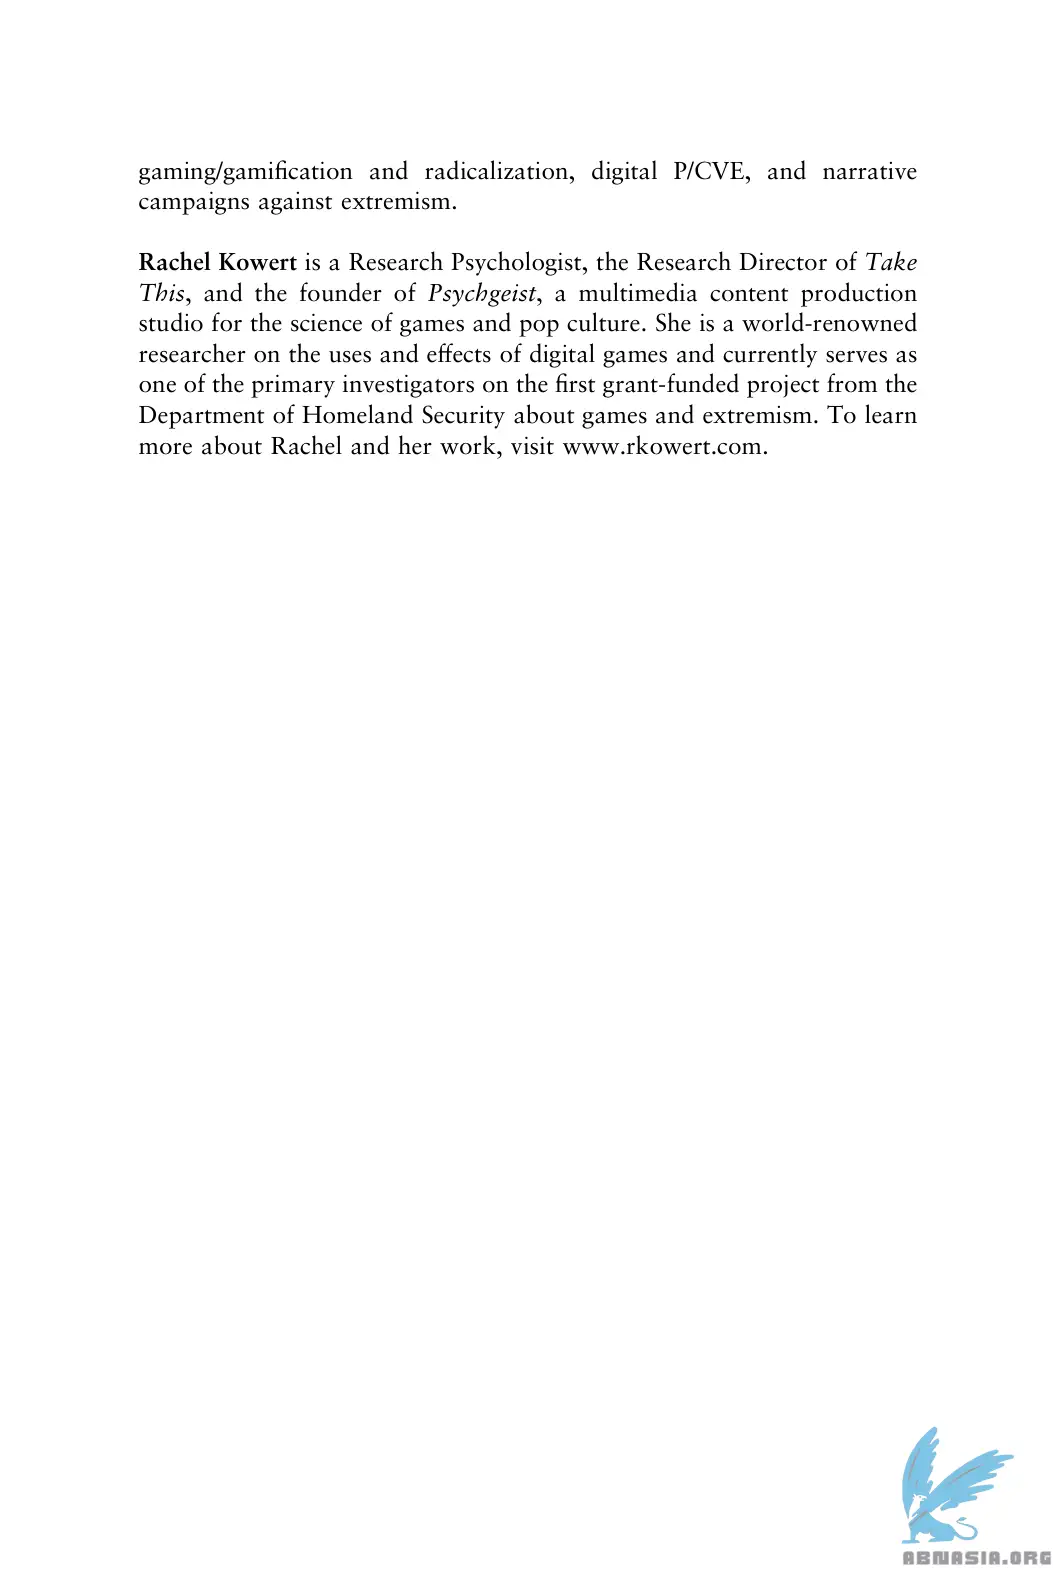 gaming/gamification and radicalization, digital P/CVE, and narrative
campaigns against extremism.
Rachel Kowert is a Research Psychologist, the Research Director of Take
This, and the founder of Psychgeist, a multimedia content production
studio for the science of games and pop culture. She is a world-renowned
researcher on the uses and effects of digital games and currently serves as
one of the primary investigators on the first grant-funded project from the
Department of Homeland Security about games and extremism. To learn
more about Rachel and her work, visit www.rkowert.com.
ABNASIA.ORG